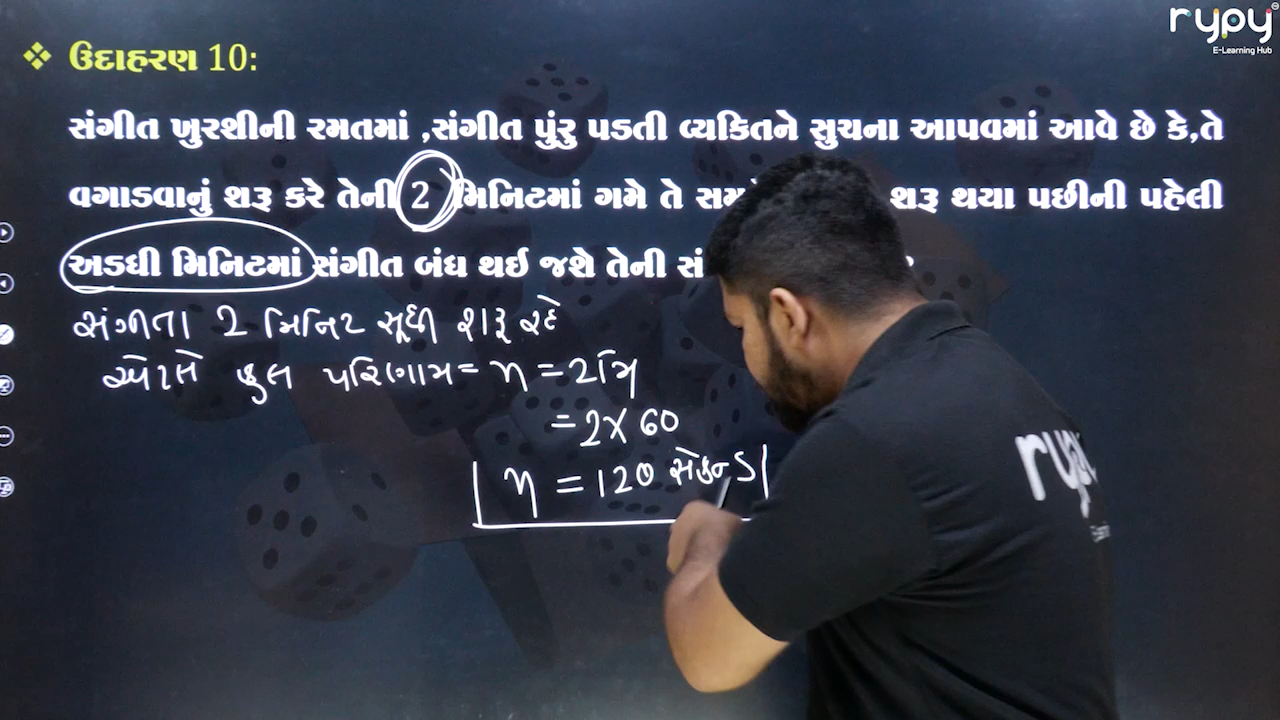 rypy
E-Learning Hub
❖ ઉદાહરણ 10:
સંગીત ખુરશીની રમતમાં ,સંગીત પુંરુ પડતી વ્યકિતને સુચના આપવમાં આવે છે કે,તે
વગાડવાનું શરૂ કરે તેની 2 મિનિટમાં ગમે તે શરૂ થયા પછીની પહેલી
અડધી મિનિટમાં સંગીત બંધ થઈ જશે તેની
સંગીતા 2 મિનિટ સૂધી શરૂ રહે
એટલે કુલ પરિણામ = n = 2 મિ
= 2 × 60
n = 120 સેકન્ડ
ryp